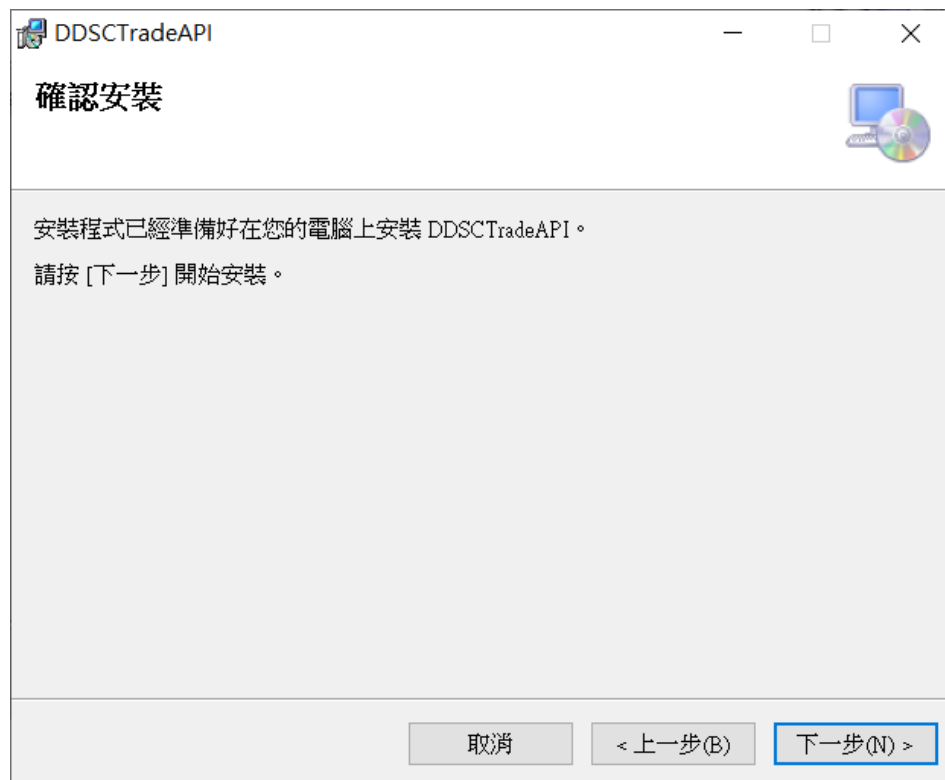 DDSCTradeAPI
確認安裝
安裝程式已經準備好在您的電腦上安裝 DDSCTradeAPI。
請按 [下一步] 開始安裝。
取消
< 上一步(B)
下一步(N) >